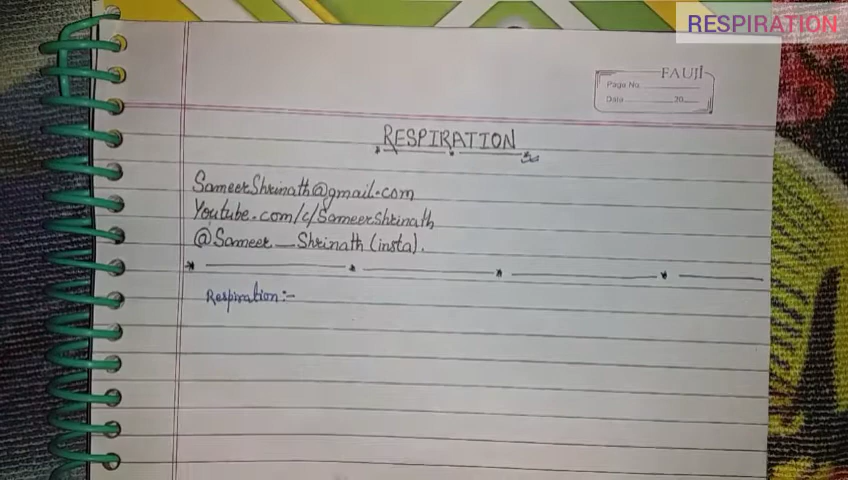 RESPIRATION
FAUJI
Page No.
Date 20
RESPIRATION
SameerShrinath@gmail.com
Youtube.com/c/Sameershrinath
@Sameer_Shrinath (insta).
Respiration:-